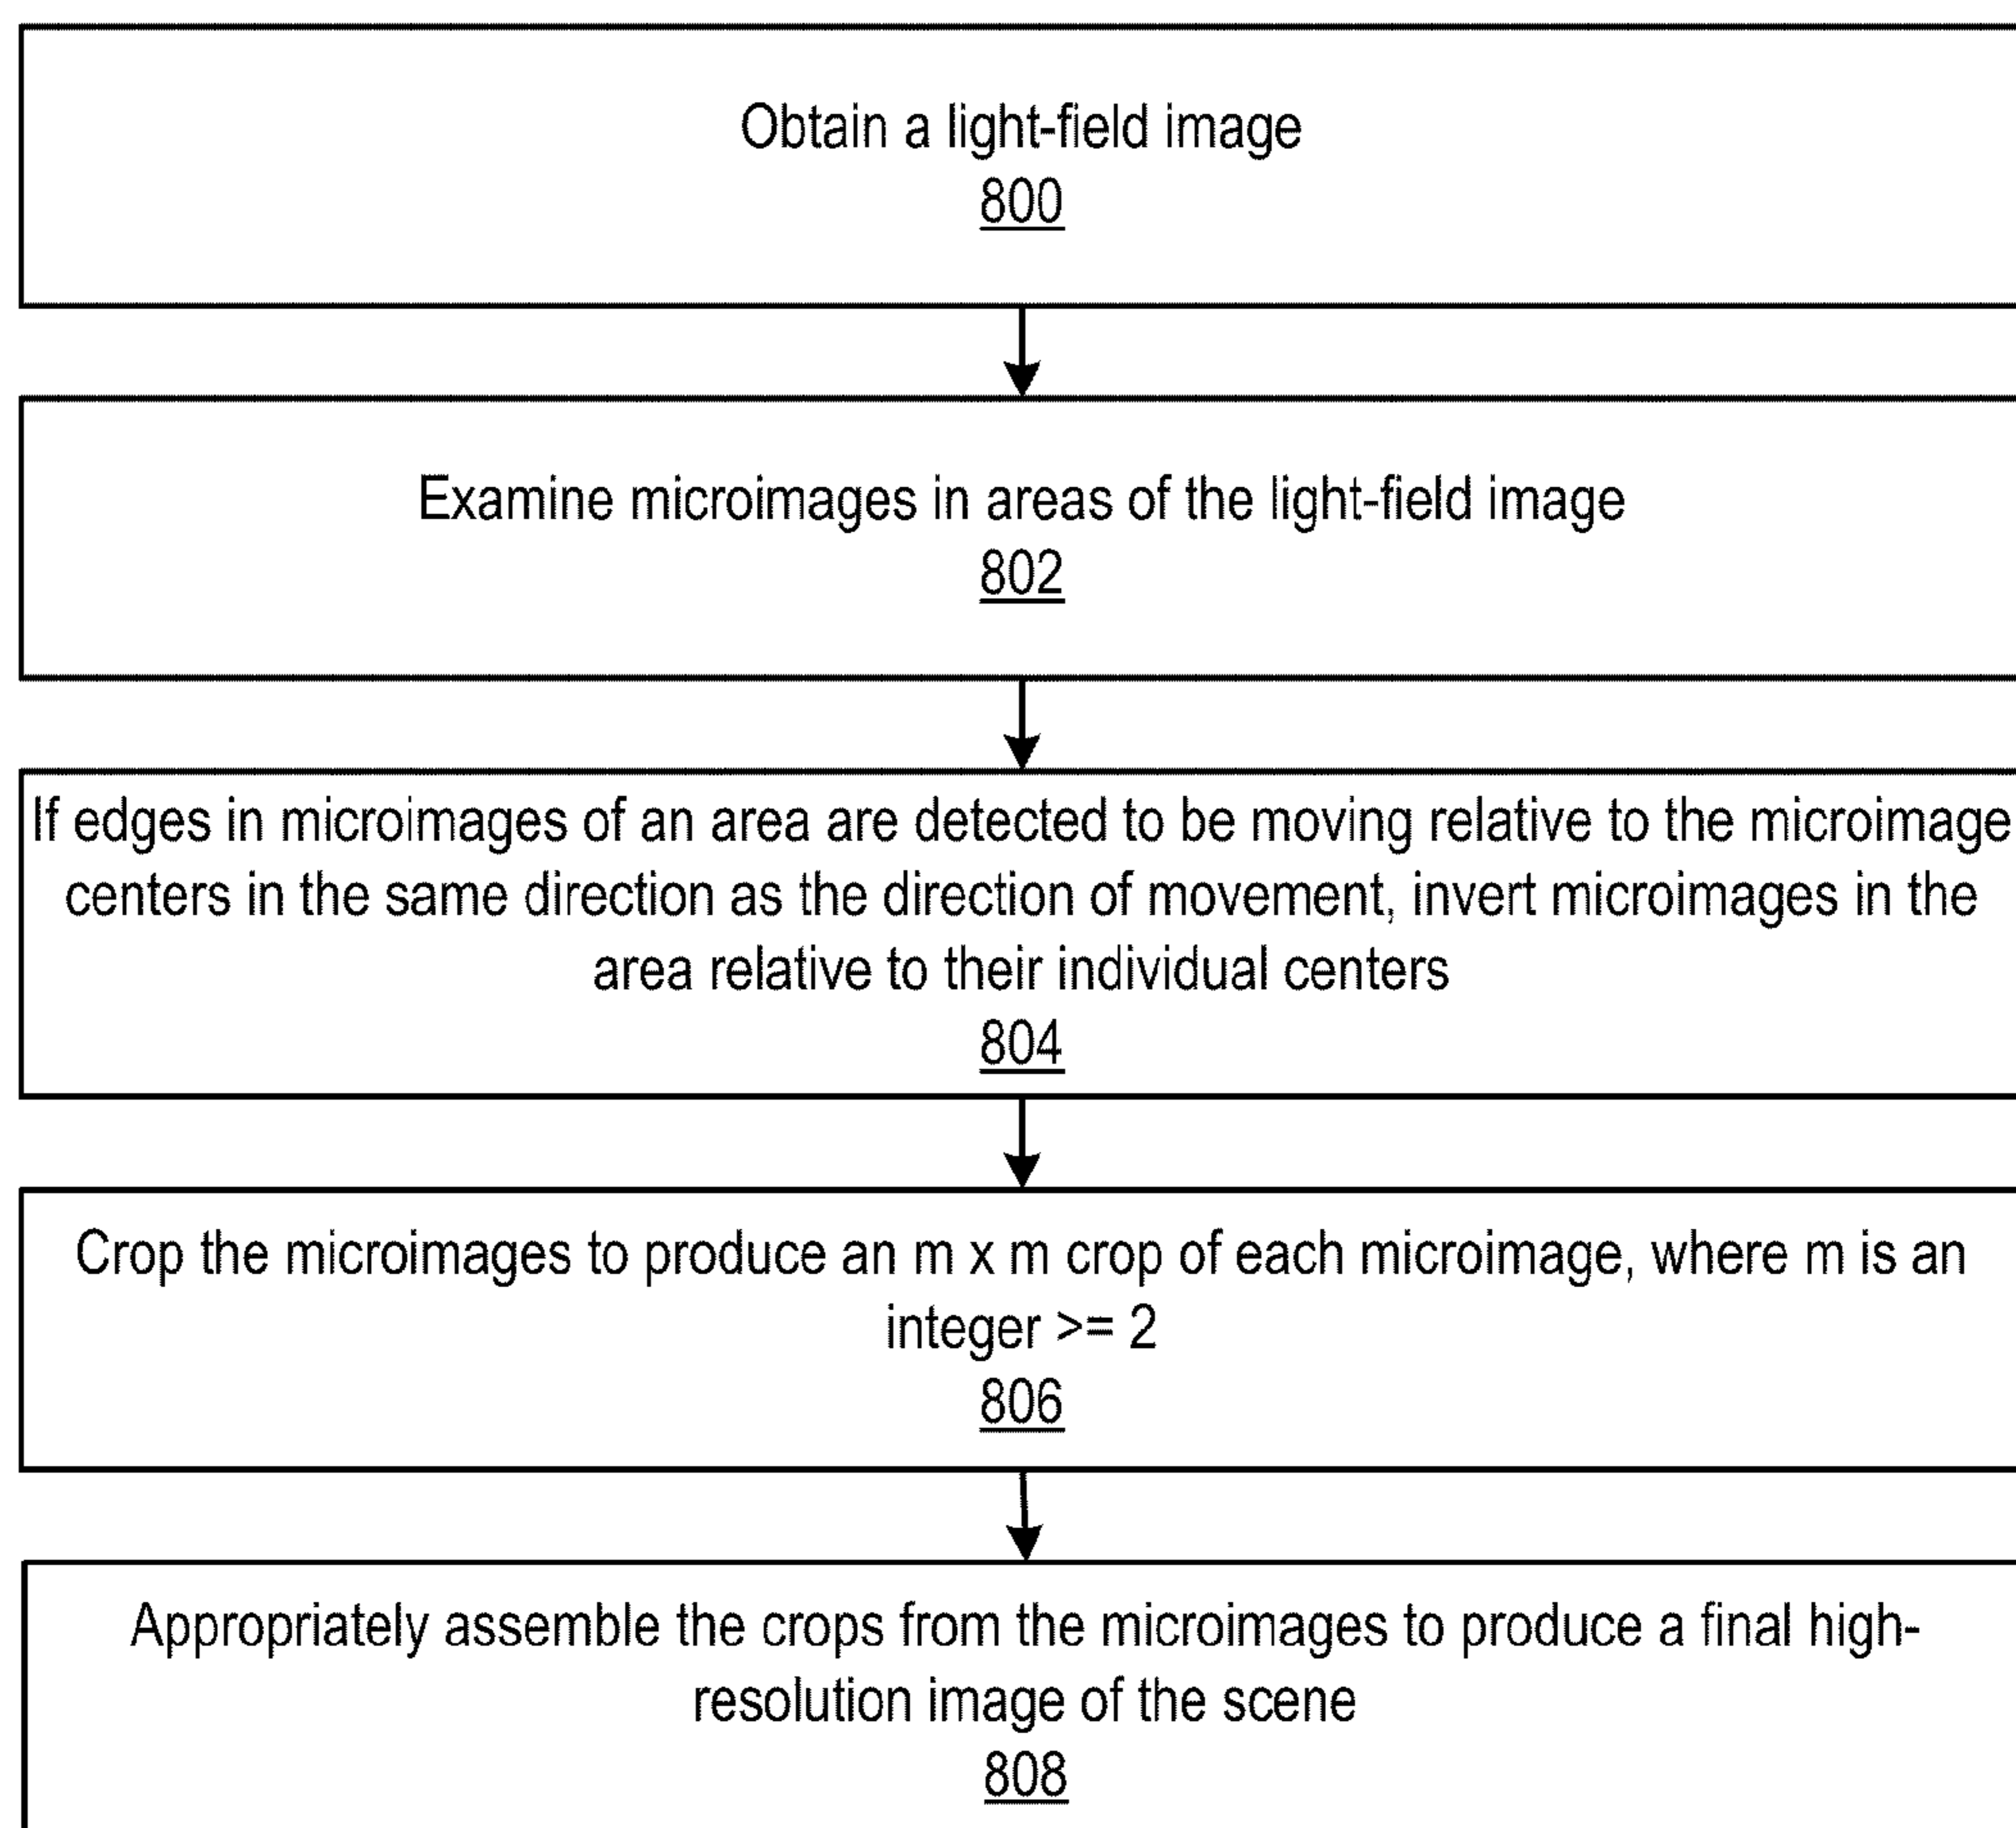 Obtain a light-field image
800
Examine microimages in areas of the light-field image
802
If edges in microimages of an area are detected to be moving relative to the microimage
centers in the same direction as the direction of movement, invert microimages in the
area relative to their individual centers
804
Crop the microimages to produce an m x m crop of each microimage, where m is an
integer >= 2
806
Appropriately assemble the crops from the microimages to produce a final high-
resolution image of the scene
808